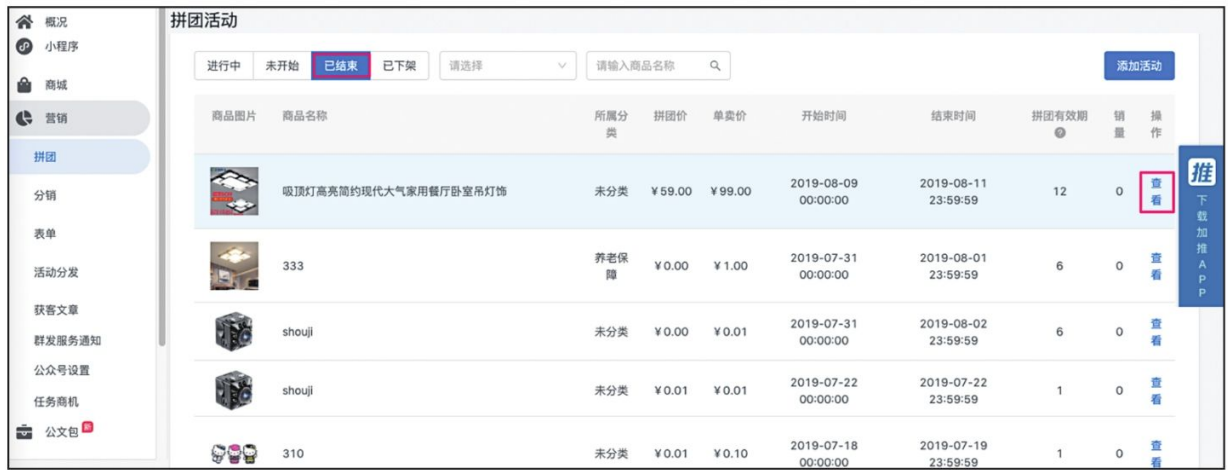 概况
小程序
商城
营销
拼团
分销
表单
活动分发
获客文章
群发服务通知
公众号设置
任务商机
公文包 新
拼团活动
进行中 未开始 已结束 已下架 请选择 请输入商品名称 添加活动
商品图片 商品名称 所属分类 拼团价 单卖价 开始时间 结束时间 拼团有效期 销量 操作
吸顶灯高亮简约现代大气家用餐厅卧室吊灯饰 未分类 ¥59.00 ¥99.00 2019-08-09 00:00:00 2019-08-11 23:59:59 12 0 查看
333 养老保障 ¥0.00 ¥1.00 2019-07-31 00:00:00 2019-08-01 23:59:59 6 0 查看
shouji 未分类 ¥0.00 ¥0.01 2019-07-31 00:00:00 2019-08-02 23:59:59 6 0 查看
shouji 未分类 ¥0.01 ¥0.01 2019-07-22 00:00:00 2019-07-22 23:59:59 1 0 查看
310 未分类 ¥0.01 ¥0.10 2019-07-18 00:00:00 2019-07-19 23:59:59 1 0 查看
推
下载加推APP